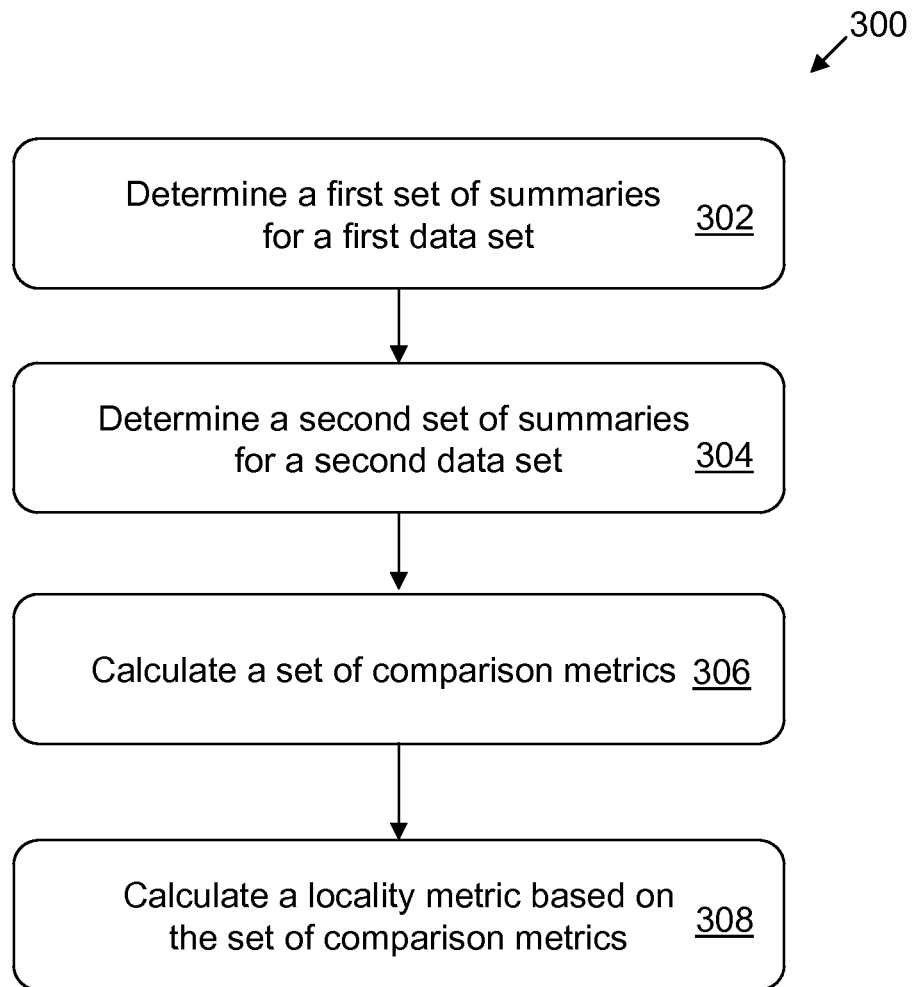 300
Determine a first set of summaries
for a first data set
302
Determine a second set of summaries
for a second data set
304
Calculate a set of comparison metrics 306
Calculate a locality metric based on
the set of comparison metrics
308